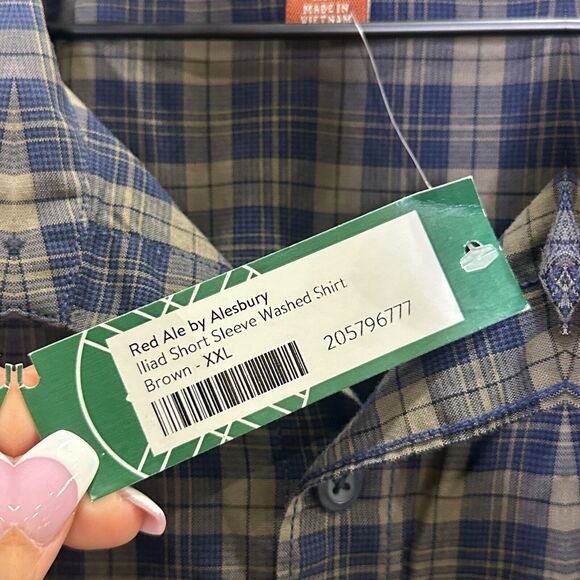 MADE IN
VIETNAM
Red Ale by Alesbury
Iliad Short Sleeve Washed Shirt
Brown - XXL
205796777